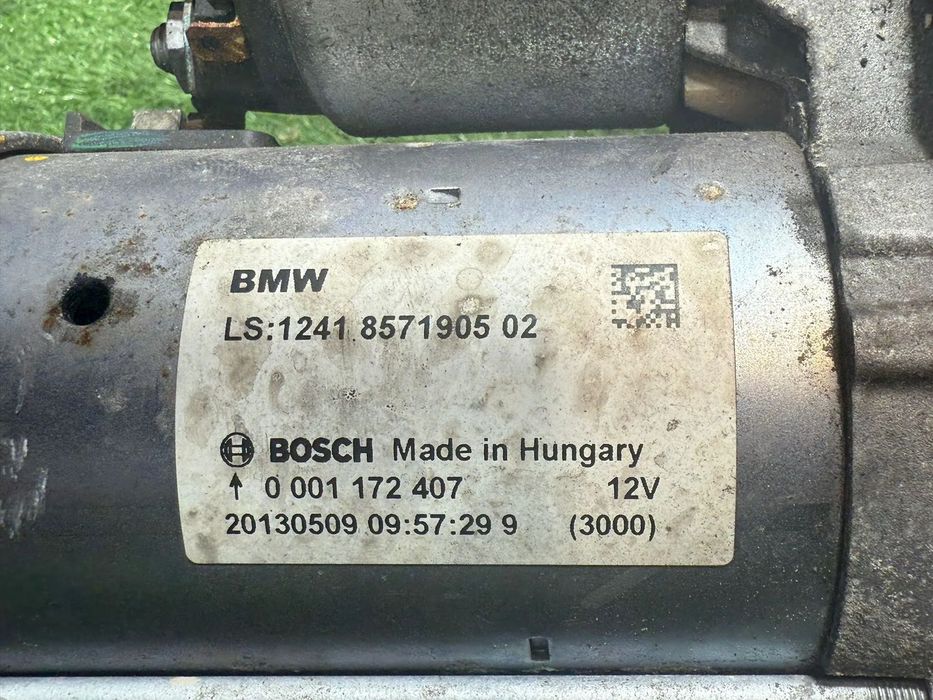 BMW
LS:1241 8571905 02
BOSCH Made in Hungary
↑ 0 001 172 407 12V
20130509 09:57:29 9 (3000)